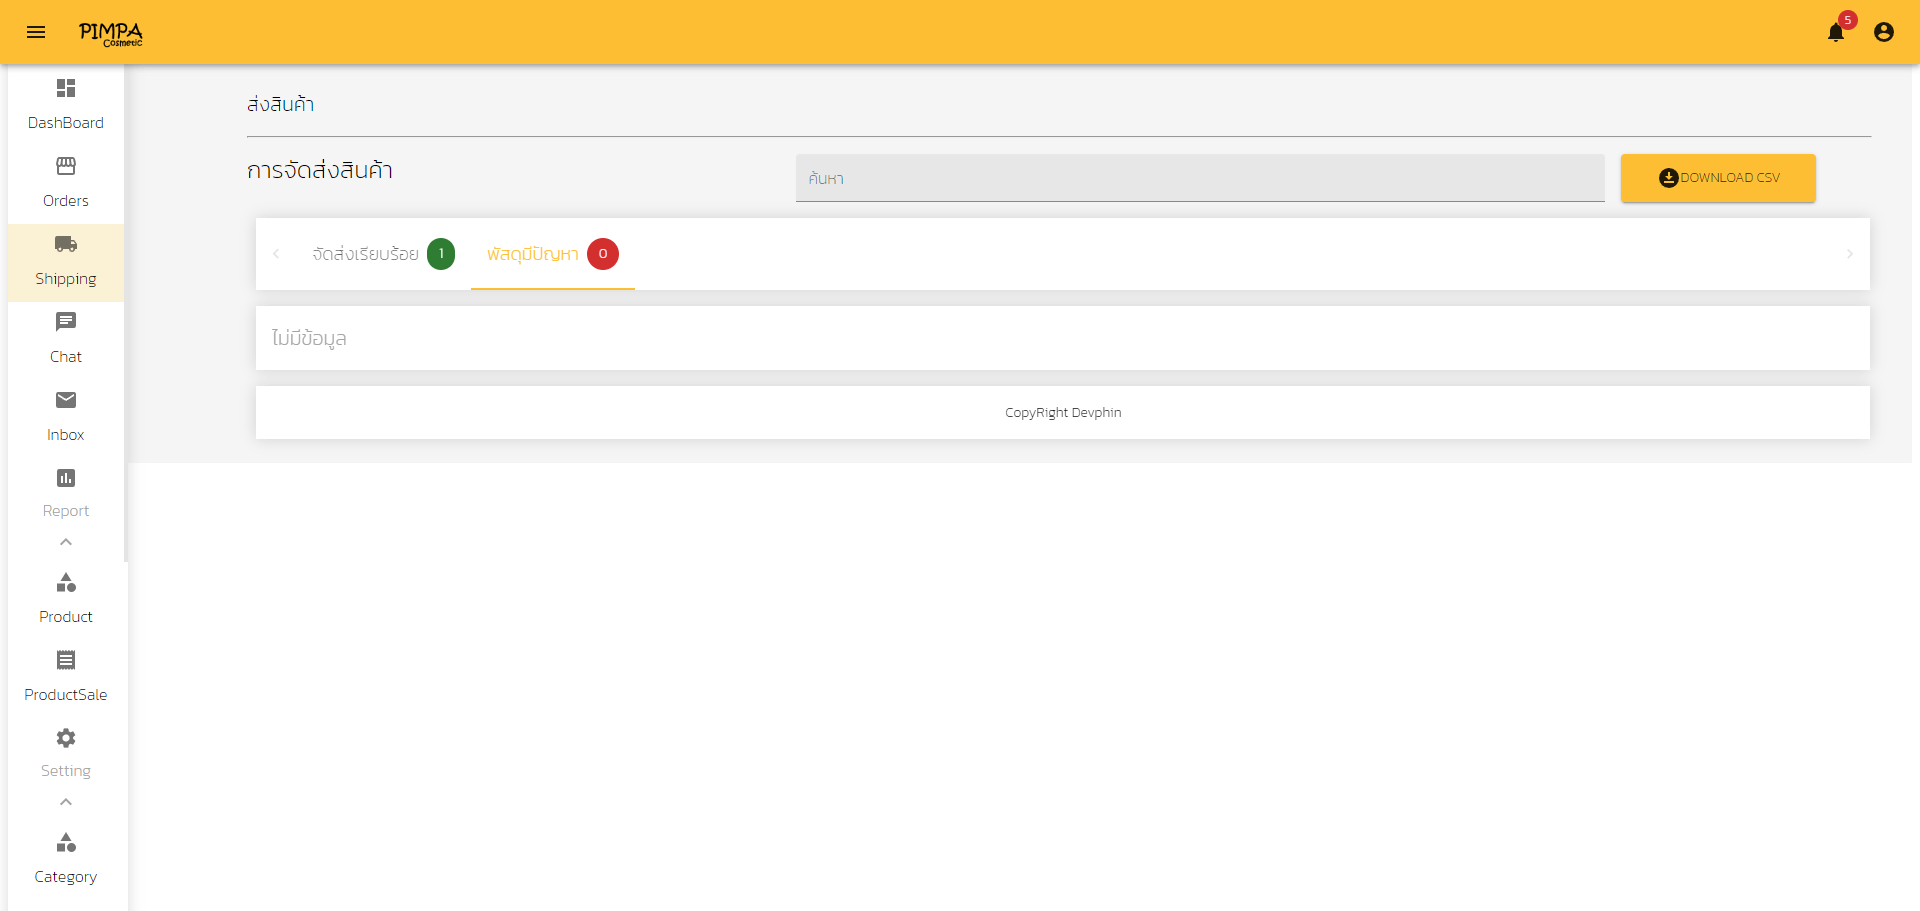 PIMPA
Cosmetic
5
DashBoard
Orders
Shipping
Chat
Inbox
Report
Product
ProductSale
Setting
Category
ส่งสินค้า
การจัดส่งสินค้า
ค้นหา
DOWNLOAD CSV
จัดส่งเรียบร้อย 1 พัสดุมีปัญหา 0
ไม่มีข้อมูล
CopyRight Devphin